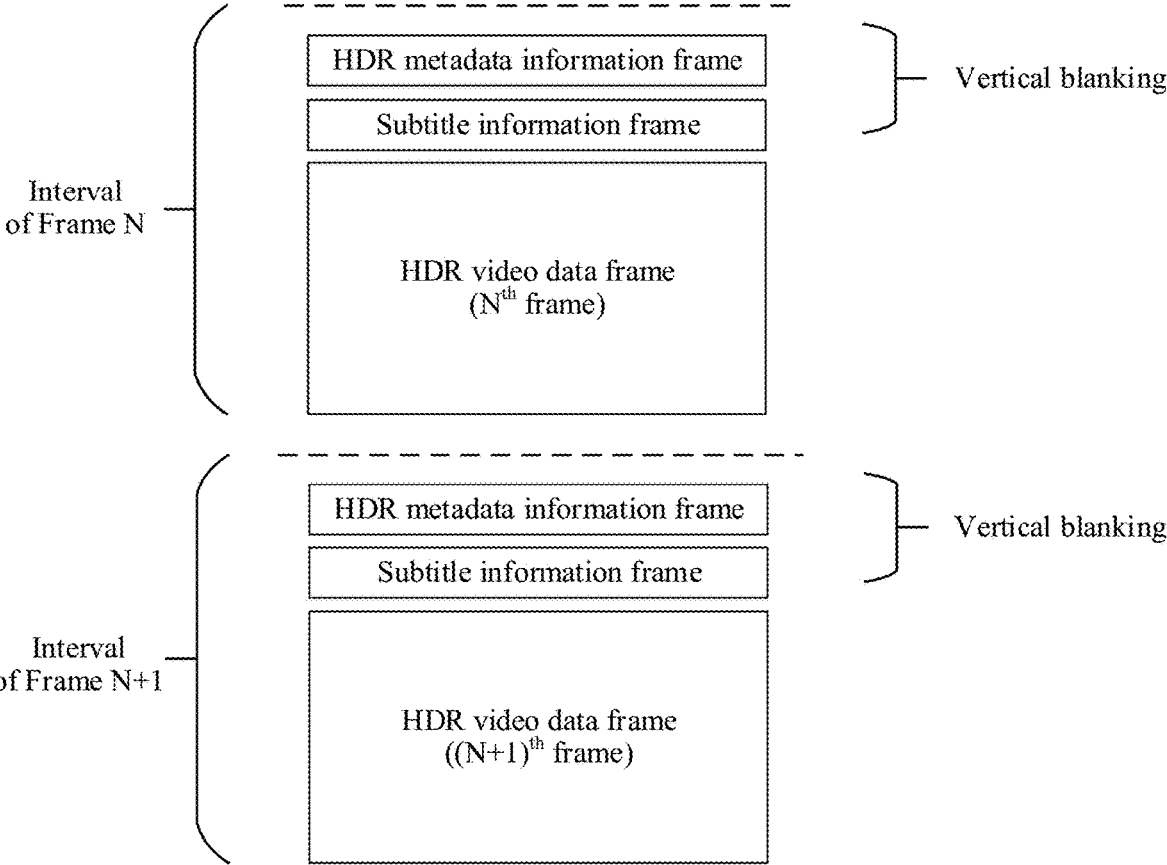 HDR metadata information frame
Vertical blanking
Subtitle information frame
Interval
of Frame N
HDR video data frame
(Nth frame)
HDR metadata information frame
Vertical blanking
Subtitle information frame
Interval
of Frame N+1
HDR video data frame
((N+1)th frame)